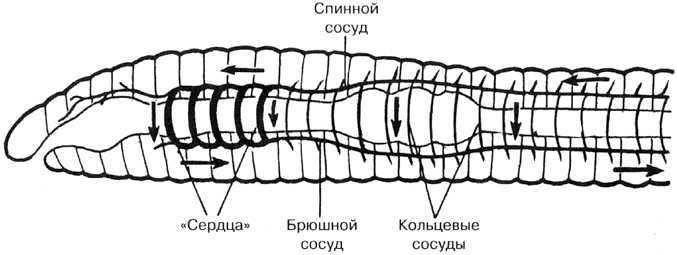 Спинной
сосуд
«Сердца»
Брюшной
сосуд
Кольцевые
сосуды